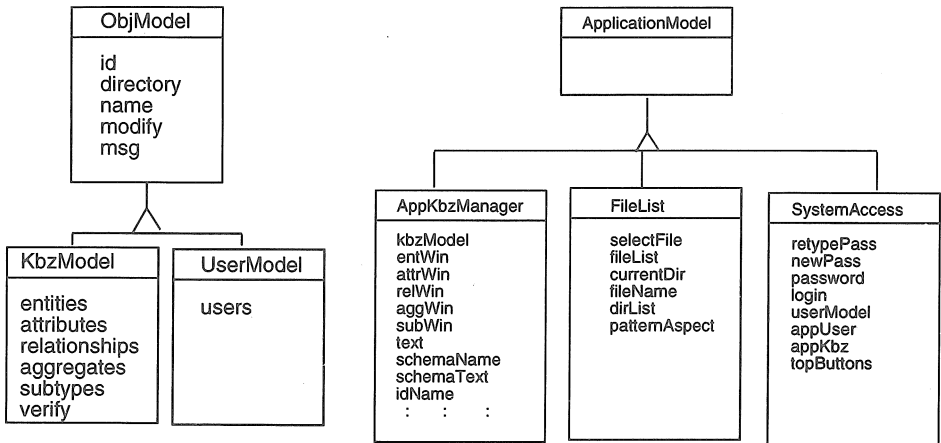 ObjModel
id
directory
name
modify
msg
KbzModel
entities
attributes
relationships
aggregates
subtypes
verify
UserModel
users
ApplicationModel
AppKbzManager
kbzModel
entWin
attrWin
relWin
aggWin
subWin
text
schemaName
schemaText
idName
: : :
FileList
selectFile
fileList
currentDir
fileName
dirList
patternAspect
SystemAccess
retypePass
newPass
password
login
userModel
appUser
appKbz
topButtons